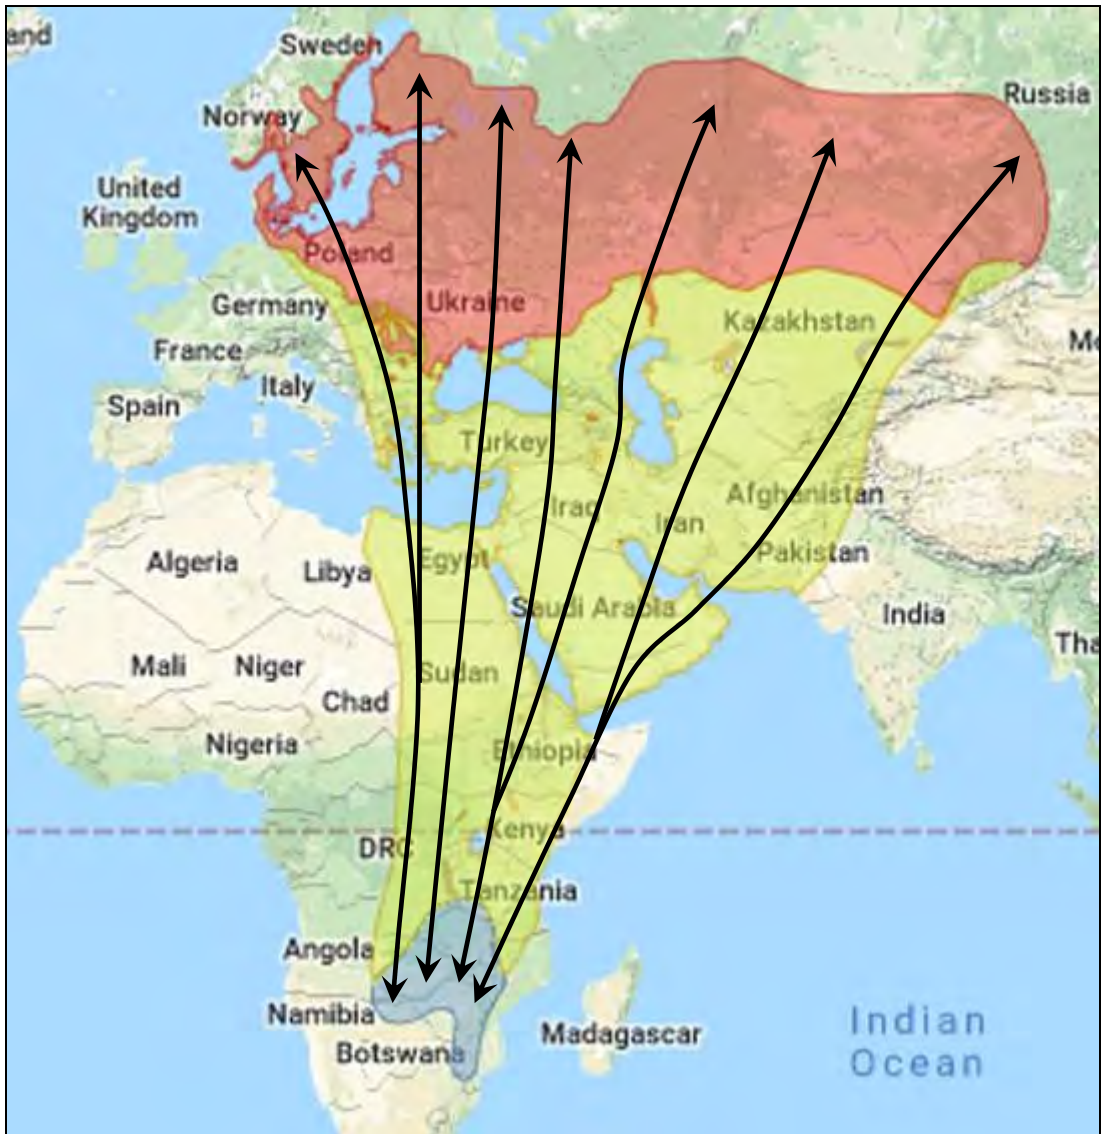 and
Sweden
Russia
Norway
United
Kingdom
Poland
Germany
Ukraine
Kazakhstan
France
Italy
Spain
Turkey
Afghanistan
Iraq
Iran
Pakistan
Algeria
Libya
Egypt
Saudi Arabia
India
Mali
Niger
Sudan
Chad
Nigeria
Ethiopia
Kenya
DRC
Tanzania
Angola
Namibia
Madagascar
Botswana
Indian
Ocean